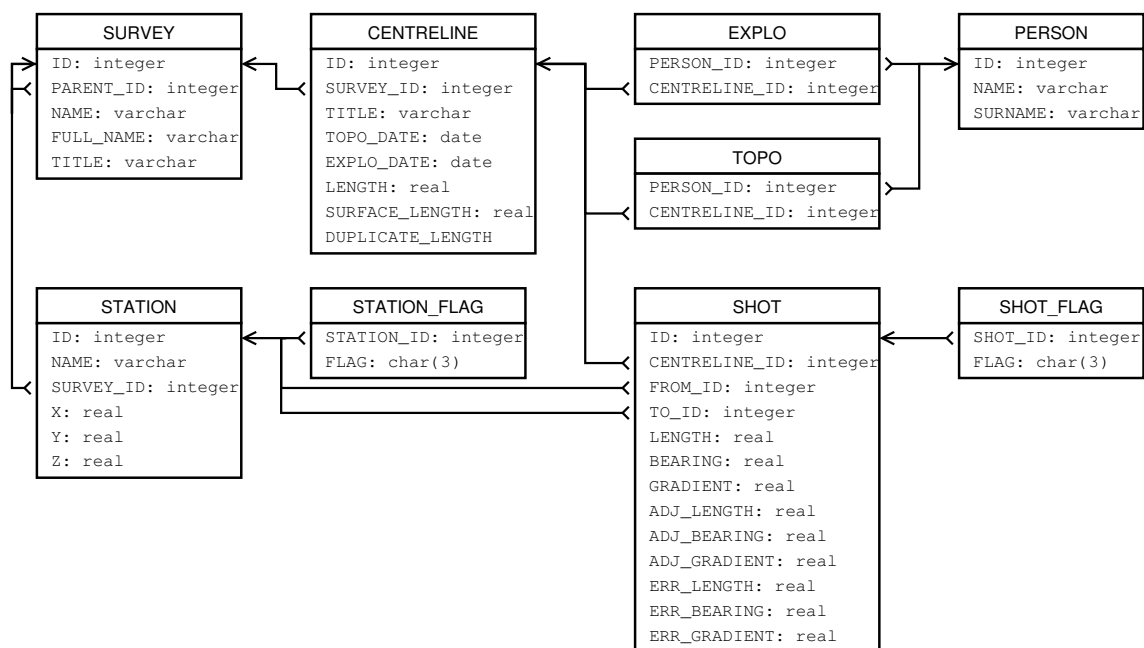 SURVEY
ID: integer
PARENT_ID: integer
NAME: varchar
FULL_NAME: varchar
TITLE: varchar
CENTRELINE
ID: integer
SURVEY_ID: integer
TITLE: varchar
TOPO_DATE: date
EXPLO_DATE: date
LENGTH: real
SURFACE_LENGTH: real
DUPLICATE_LENGTH
EXPLO
PERSON_ID: integer
CENTRELINE_ID: integer
PERSON
ID: integer
NAME: varchar
SURNAME: varchar
TOPO
PERSON_ID: integer
CENTRELINE_ID: integer
STATION
ID: integer
NAME: varchar
SURVEY_ID: integer
X: real
Y: real
Z: real
STATION_FLAG
STATION_ID: integer
FLAG: char(3)
SHOT
ID: integer
CENTRELINE_ID: integer
FROM_ID: integer
TO_ID: integer
LENGTH: real
BEARING: real
GRADIENT: real
ADJ_LENGTH: real
ADJ_BEARING: real
ADJ_GRADIENT: real
ERR_LENGTH: real
ERR_BEARING: real
ERR_GRADIENT: real
SHOT_FLAG
SHOT_ID: integer
FLAG: char(3)